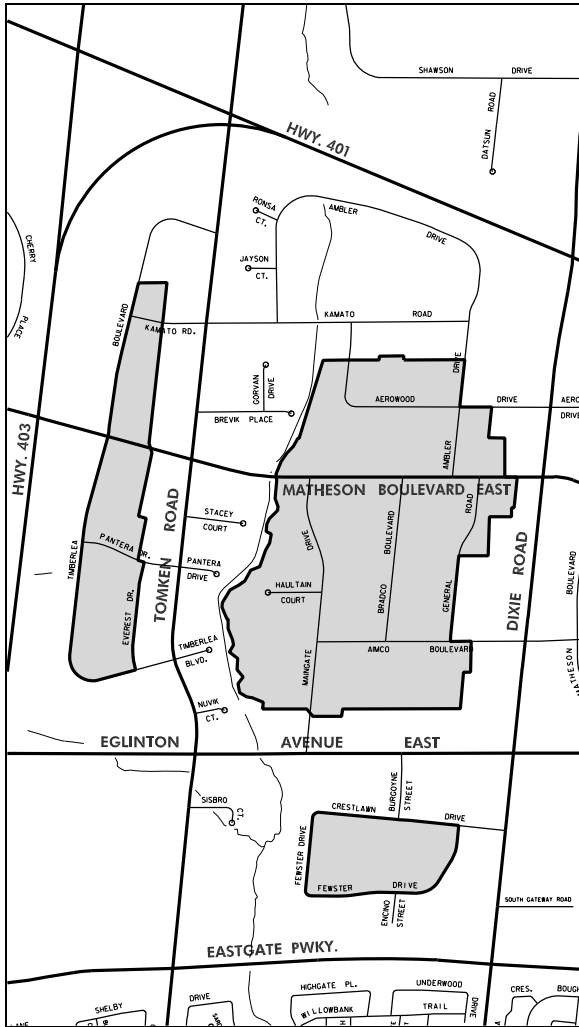 SHAWSON DRIVE
DATSUN ROAD
HWY. 401
RONSA
CT.
AMBLER
DRIVE
CHERRY
PLACE
JAYSON
CT.
BOULEVARD
KAMATO RD.
KAMATO ROAD
DRIVE
GORVAN
DRIVE
AEROWOOD DRIVE
DRIVE
BREVIK PLACE
HWY. 403
AMBLER
MATHESON BOULEVARD EAST
STACEY
COURT
TOMKEN ROAD
DRIVE
BOULEVARD
ROAD
PANTERA DR.
PANTERA
DRIVE
TIMBERLEA
HAULTAIN
COURT
BRADCO
GENERAL
DIXIE ROAD
BOULEVARD
EVEREST DR.
TIMBERLEA
BLVD.
MAINGATE
AIMCO BOULEVARD
MATHESON
NUVIK
CT.
EGLINTON AVENUE EAST
SISBRO
CT.
BURGOYNE
STREET
CRESTLAWN DRIVE
FEWSTER DRIVE
FEWSTER DRIVE
ENCINO
STREET
SOUTH GATEWAY ROAD
EASTGATE PWKY.
SHELBY
DRIVE
HIGHGATE PL.
UNDERWOOD
WILLOWBANK TRAIL
DRIVE
CRES.